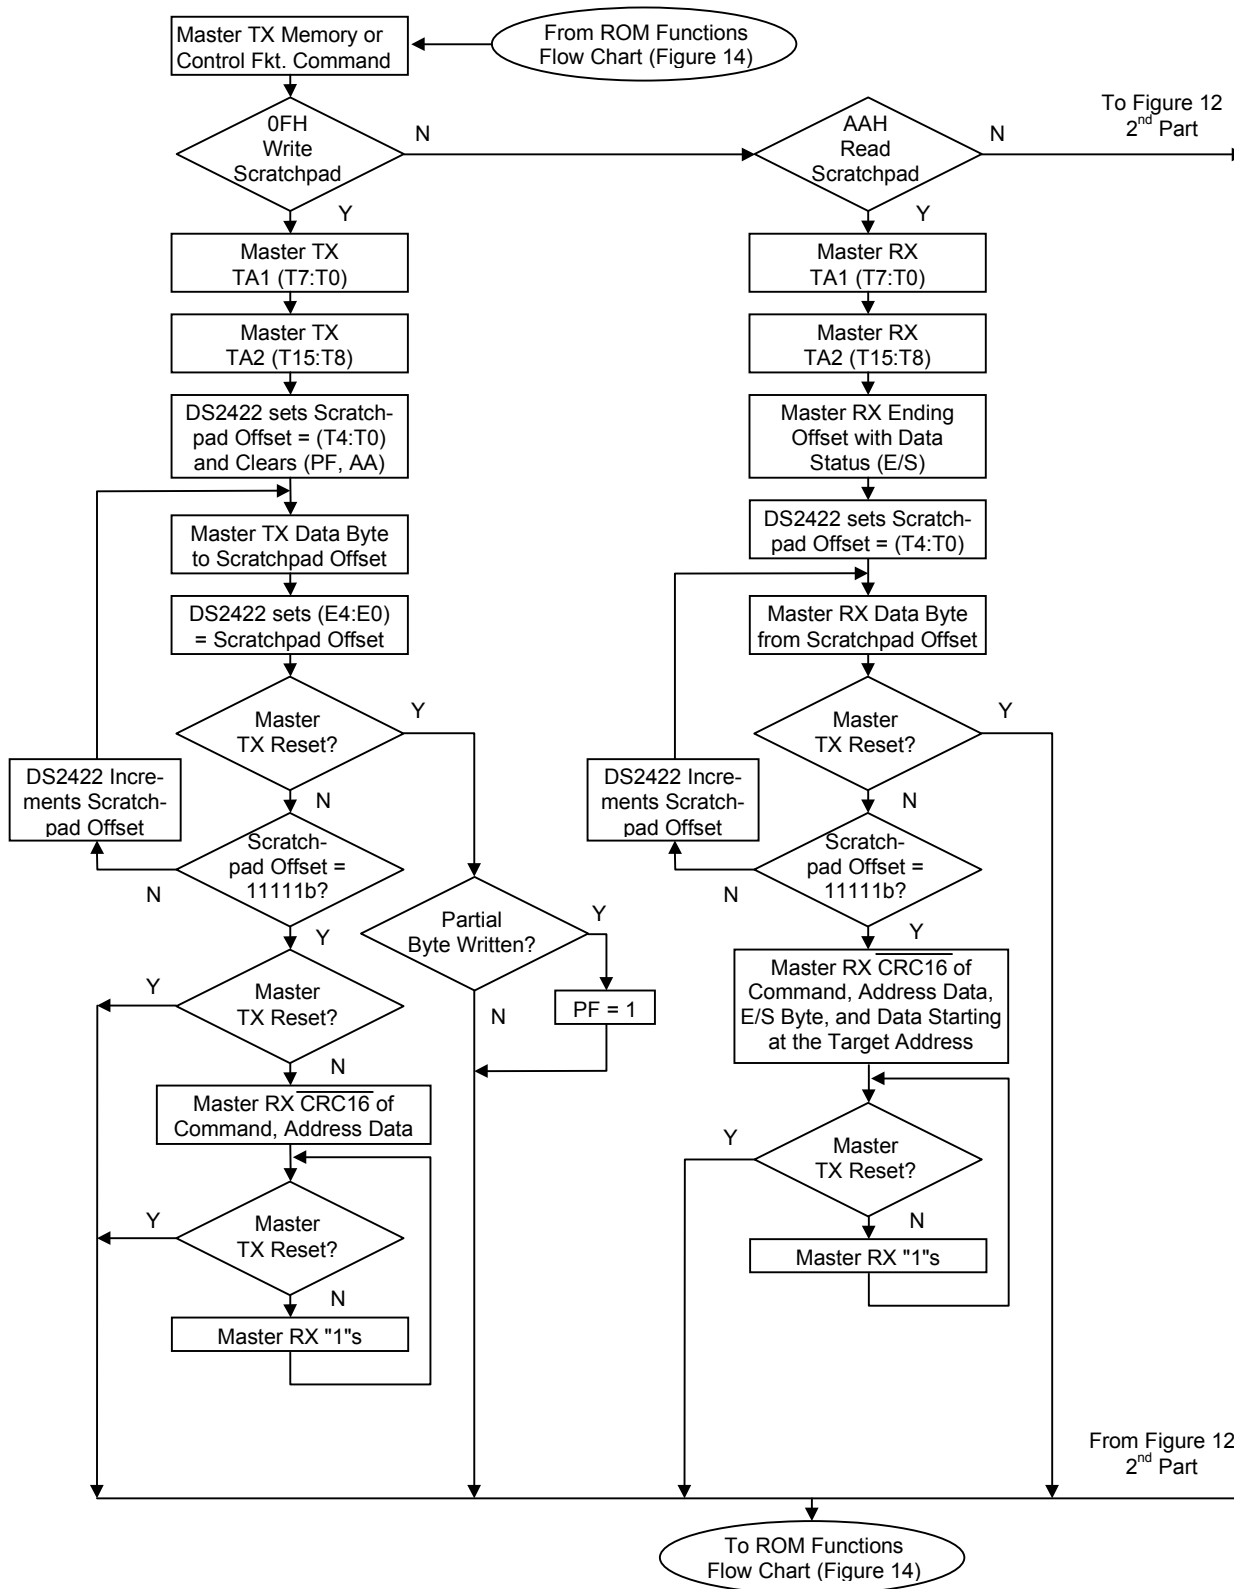 Master TX Memory or
Control Fkt. Command
From ROM Functions
Flow Chart (Figure 14)
0FH
Write
Scratchpad
N
Y
AAH
Read
Scratchpad
N
Y
To Figure 12
2nd Part
Master TX
TA1 (T7:T0)
Master TX
TA2 (T15:T8)
DS2422 sets Scratch-
pad Offset = (T4:T0)
and Clears (PF, AA)
Master TX Data Byte
to Scratchpad Offset
DS2422 sets (E4:E0)
= Scratchpad Offset
Master
TX Reset?
Y
N
DS2422 Incre-
ments Scratch-
pad Offset
Scratch-
pad Offset =
11111b?
N
Y
Partial
Byte Written?
Y
N
PF = 1
Master
TX Reset?
Y
N
Master RX CRC16 of
Command, Address Data
Master
TX Reset?
Y
N
Master RX "1"s
Master RX
TA1 (T7:T0)
Master RX
TA2 (T15:T8)
Master RX Ending
Offset with Data
Status (E/S)
DS2422 sets Scratch-
pad Offset = (T4:T0)
Master RX Data Byte
from Scratchpad Offset
Master
TX Reset?
Y
N
DS2422 Incre-
ments Scratch-
pad Offset
Scratch-
pad Offset =
11111b?
N
Y
Master RX CRC16 of
Command, Address Data,
E/S Byte, and Data Starting
at the Target Address
Master
TX Reset?
Y
N
Master RX "1"s
From Figure 12
2nd Part
To ROM Functions
Flow Chart (Figure 14)